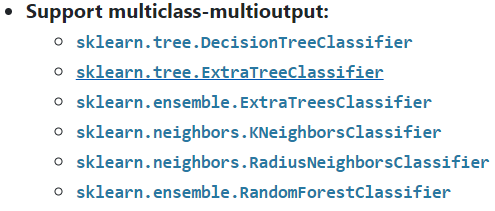 Support multiclass-multioutput:
sklearn.tree.DecisionTreeClassifier
sklearn.tree.ExtraTreeClassifier
sklearn.ensemble.ExtraTreesClassifier
sklearn.neighbors.KNeighborsClassifier
sklearn.neighbors.RadiusNeighborsClassifier
sklearn.ensemble.RandomForestClassifier